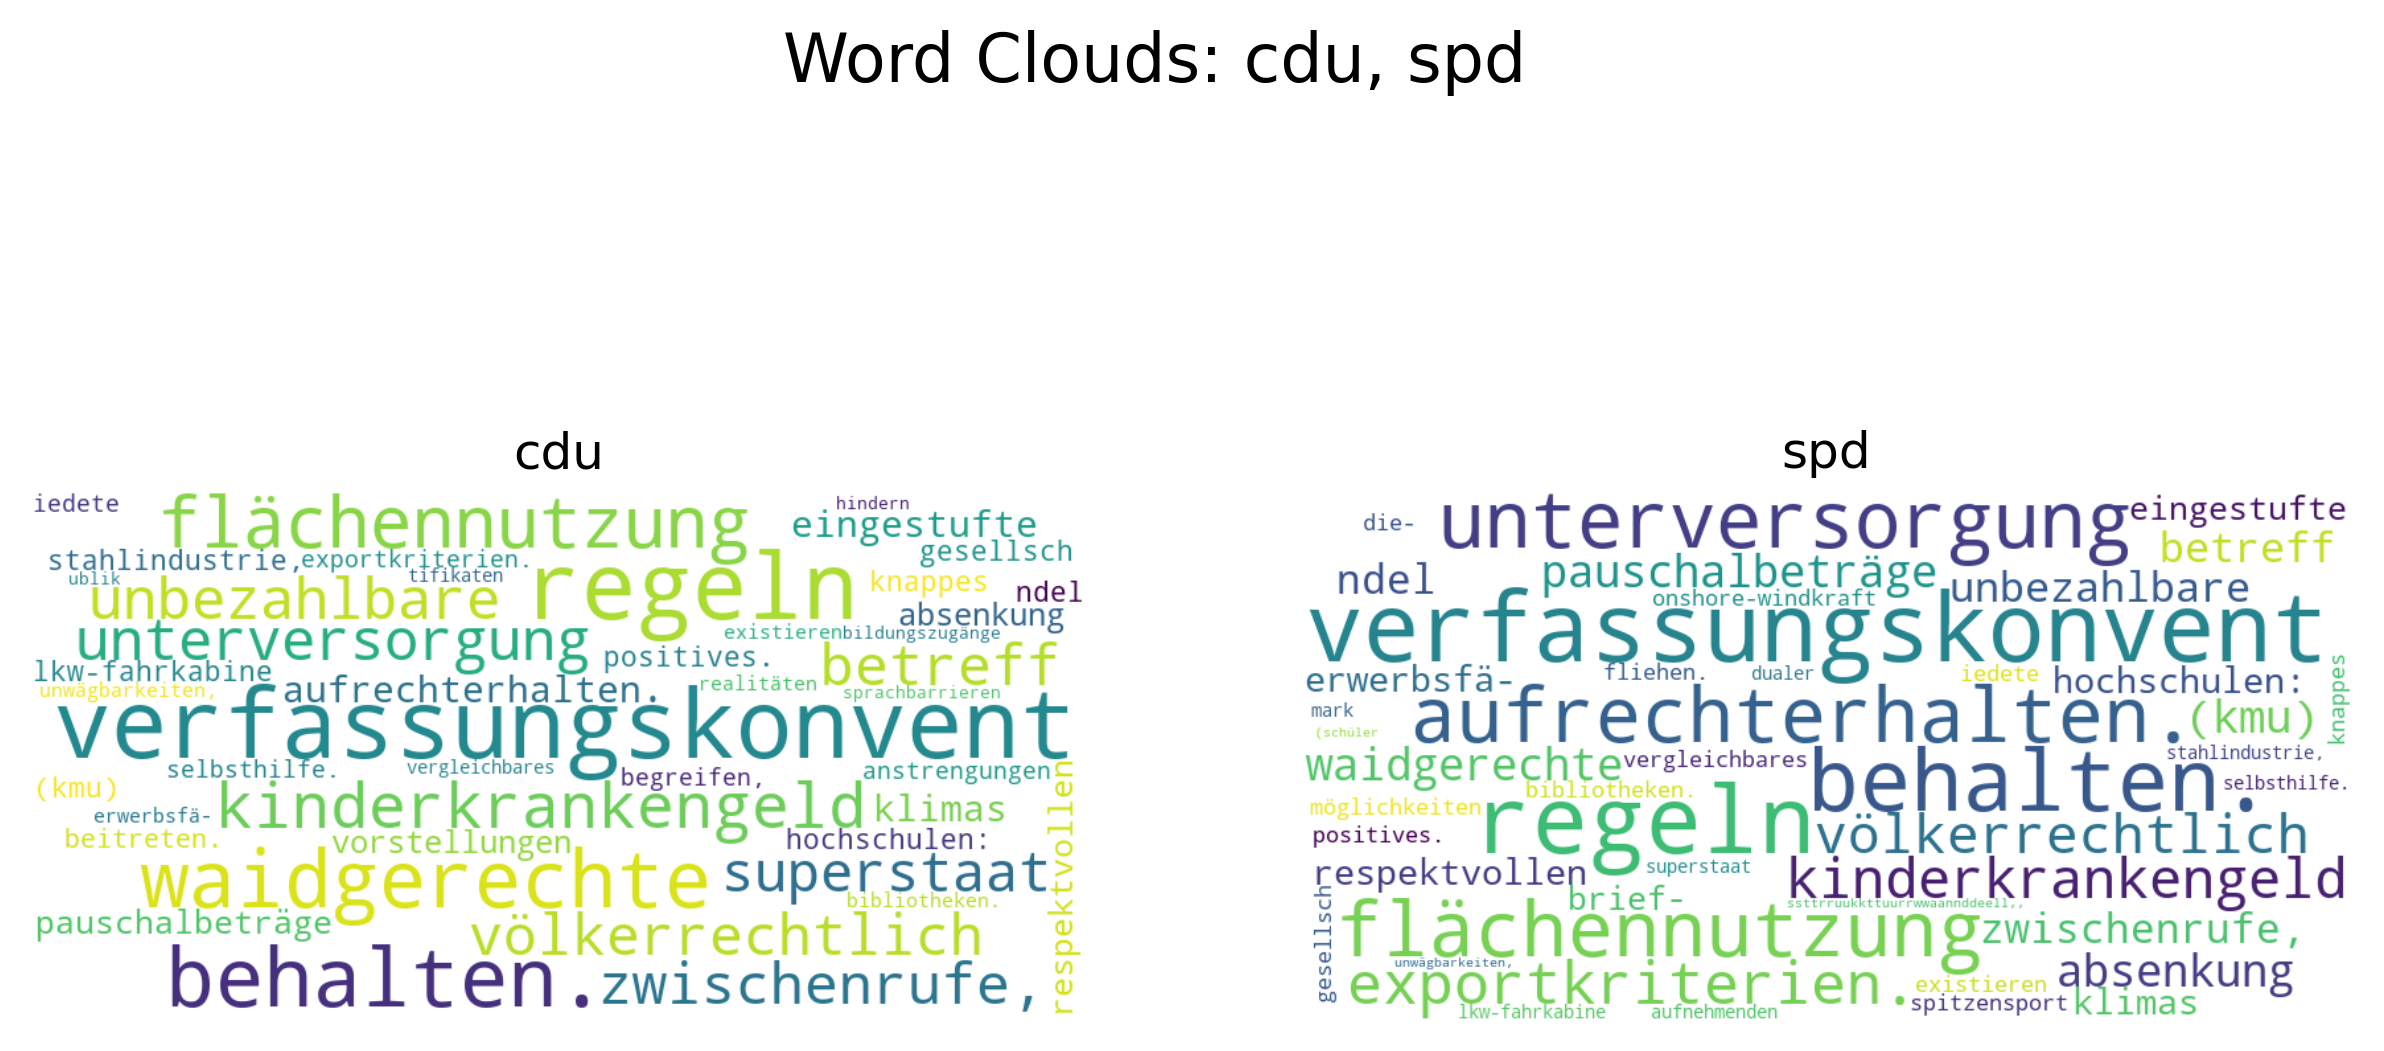 Word Clouds: cdu, spd
cdu
iedete
flächennutzung
hindern
eingestufte
stahlindustrie,
exportkriterien.
gesellsch
ublik
tifikaten
regeln
knappes
ndel
unbezahlbare
absenkung
unterversorgung
existieren
bildungszugänge
lkw-fahrkabine
positives.
betreff
unwägbarkeiten,
aufrechterhalten.
realitäten
sprachbarrieren
verfassungskonvent
selbsthilfe.
vergleichbares
begreifen,
anstrengungen
(kmu)
kinderkrankengeld
klimas
erwerbsfä-
beitreten.
vorstellungen
hochschulen:
respektvollen
waidgerechte
superstaat
bibliotheken.
pauschalbeträge
völkerrechtlich
behalten.
zwischenrufe,
spd
die-
unterversorgung
eingestufte
betreff
ndel
pauschalbeträge
unbezahlbare
onshore-windkraft
verfassungskonvent
erwerbsfä-
fliehen.
dualer
iedete
hochschulen:
knappes
mark
aufrechterhalten.
(kmu)
(schüler
waidgerechte
vergleichbares
behalten.
stahlindustrie,
selbsthilfe.
möglichkeiten
bibliotheken.
regeln
positives.
völkerrechtlich
respektvollen
superstaat
kinderkrankengeld
brief-
ssttrruukkttuurrwwaannddeell,,
gesellsch
flächennutzung
zwischenrufe,
unwägbarkeiten,
exportkriterien.
absenkung
existieren
spitzensport
klimas
lkw-fahrkabine
aufnehmenden